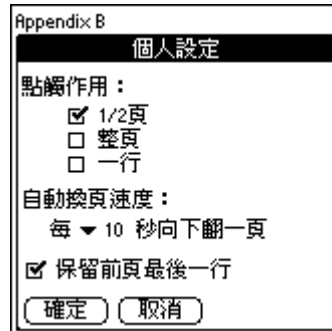 Appendix B
個人設定
點觸作用：
1/2頁
整頁
一行
自動換頁速度：
每 10 秒向下翻一頁
保留前頁最後一行
確定 取消